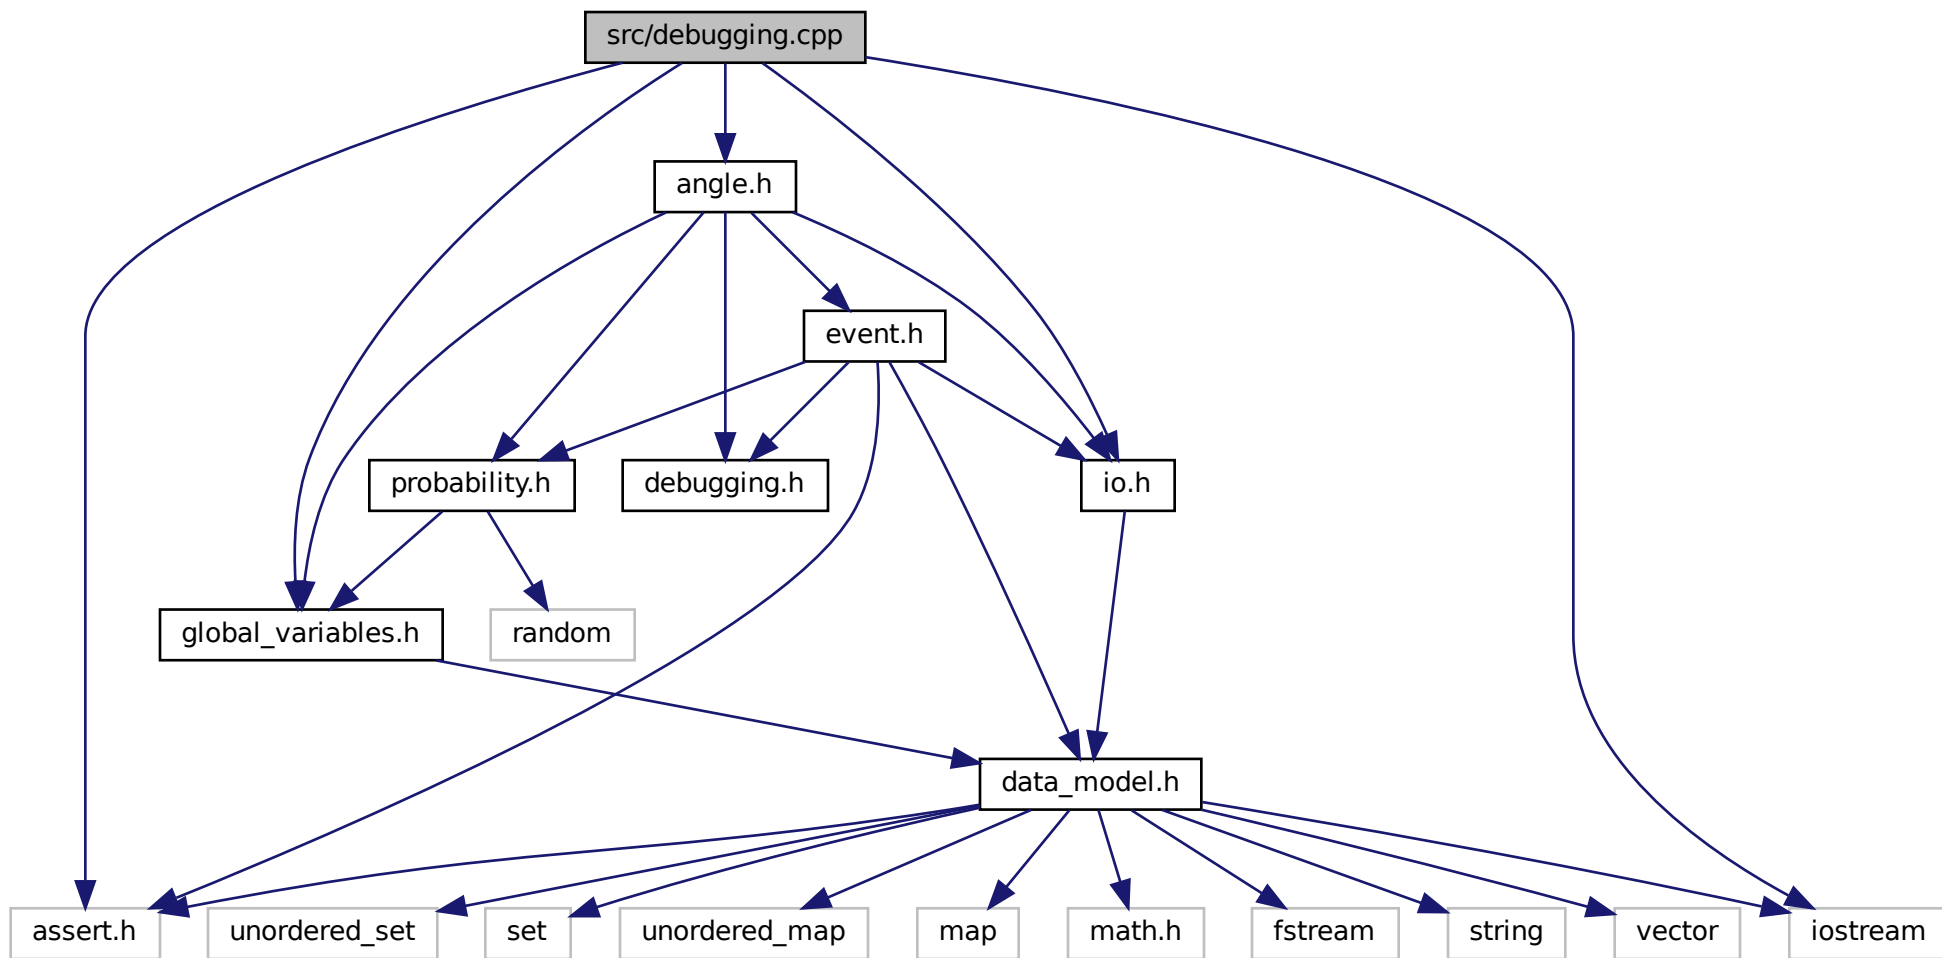 src/debugging.cpp
angle.h
event.h
probability.h
debugging.h
io.h
global_variables.h
random
data_model.h
assert.h
unordered_set
set
unordered_map
map
math.h
fstream
string
vector
iostream